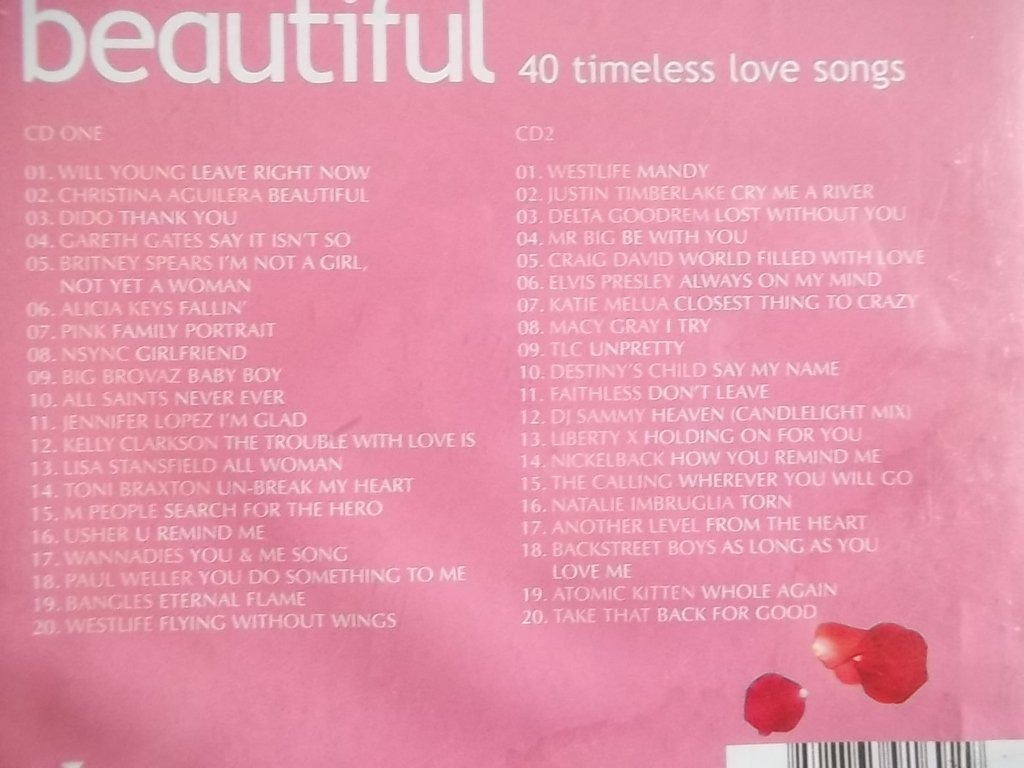 beautiful 40 timeless love songs
CD ONE
01. WILL YOUNG LEAVE RIGHT NOW
02. CHRISTINA AGUILERA BEAUTIFUL
03. DIDO THANK YOU
04. GARETH GATES SAY IT ISN'T SO
05. BRITNEY SPEARS I'M NOT A GIRL,
NOT YET A WOMAN
06. ALICIA KEYS FALLIN'
07. PINK FAMILY PORTRAIT
08. NSYNC GIRLFRIEND
09. BIG BROVAZ BABY BOY
10. ALL SAINTS NEVER EVER
11. JENNIFER LOPEZ I'M GLAD
12. KELLY CLARKSON THE TROUBLE WITH LOVE IS
13. LISA STANSFIELD ALL WOMAN
14. TONI BRAXTON UN-BREAK MY HEART
15. M PEOPLE SEARCH FOR THE HERO
16. USHER U REMIND ME
17. WANNADIES YOU & ME SONG
18. PAUL WELLER YOU DO SOMETHING TO ME
19. BANGLES ETERNAL FLAME
20. WESTLIFE FLYING WITHOUT WINGS
CD2
01. WESTLIFE MANDY
02. JUSTIN TIMBERLAKE CRY ME A RIVER
03. DELTA GOODREM LOST WITHOUT YOU
04. MR BIG BE WITH YOU
05. CRAIG DAVID WORLD FILLED WITH LOVE
06. ELVIS PRESLEY ALWAYS ON MY MIND
07. KATIE MELUA CLOSEST THING TO CRAZY
08. MACY GRAY I TRY
09. TLC UNPRETTY
10. DESTINY'S CHILD SAY MY NAME
11. FAITHLESS DON'T LEAVE
12. DJ SAMMY HEAVEN (CANDLELIGHT MIX)
13. LIBERTY X HOLDING ON FOR YOU
14. NICKELBACK HOW YOU REMIND ME
15. THE CALLING WHEREVER YOU WILL GO
16. NATALIE IMBRUGLIA TORN
17. ANOTHER LEVEL FROM THE HEART
18. BACKSTREET BOYS AS LONG AS YOU
LOVE ME
19. ATOMIC KITTEN WHOLE AGAIN
20. TAKE THAT BACK FOR GOOD